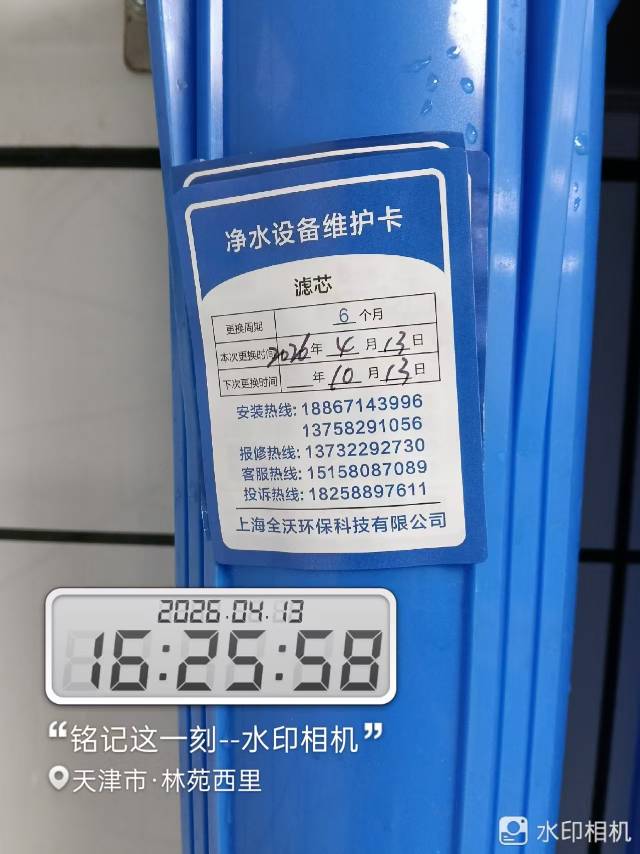 净水设备维护卡
滤芯
更换周期 6 个月
本次更换时间 2026 年 4 月 13 日
下次更换时间 年 10 月 13 日
安装热线: 18867143996
13758291056
报修热线: 13732292730
客服热线: 15158087089
投诉热线: 18258897611
上海全沃环保科技有限公司
2026.04.13
16:25:58
“铭记这一刻--水印相机”
天津市·林苑西里
水印相机